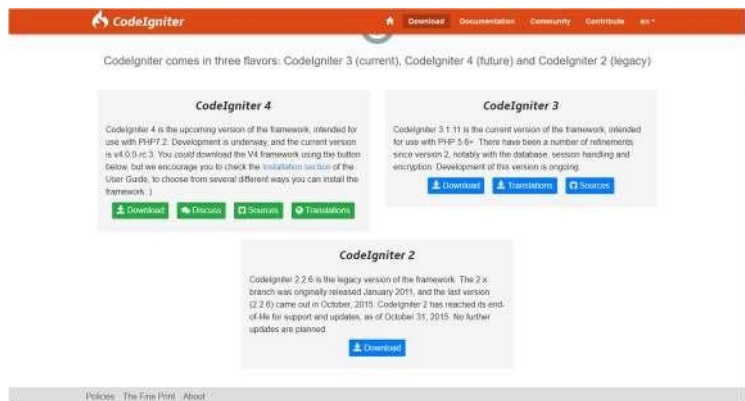 CodeIgniter
Download Documentation Community Contribute en
CodeIgniter comes in three flavors: CodeIgniter 3 (current), CodeIgniter 4 (future) and CodeIgniter 2 (legacy)
CodeIgniter 4
CodeIgniter 4 is the upcoming version of the framework, intended for
use with PHP7.2. Development is underway, and the current version
is v4.0.0-rc.3. You could download the V4 framework using the button
below, but we encourage you to check the Installation section of the
User Guide, to choose from several different ways you can install the
framework :)
Download Discuss Sources Translations
CodeIgniter 3
CodeIgniter 3.1.11 is the current version of the framework, intended
for use with PHP 5.6+. There have been a number of refinements
since version 2, notably with the database, session handling and
encryption. Development of this version is ongoing.
Download Translations Sources
CodeIgniter 2
CodeIgniter 2.2.6 is the legacy version of the framework. The 2.x
branch was originally released January 2011, and the last version
(2.2.6) came out in October, 2015. CodeIgniter 2 has reached its end-
of-life for support and updates, as of October 31, 2015. No further
updates are planned.
Download
Policies The Fine Print About